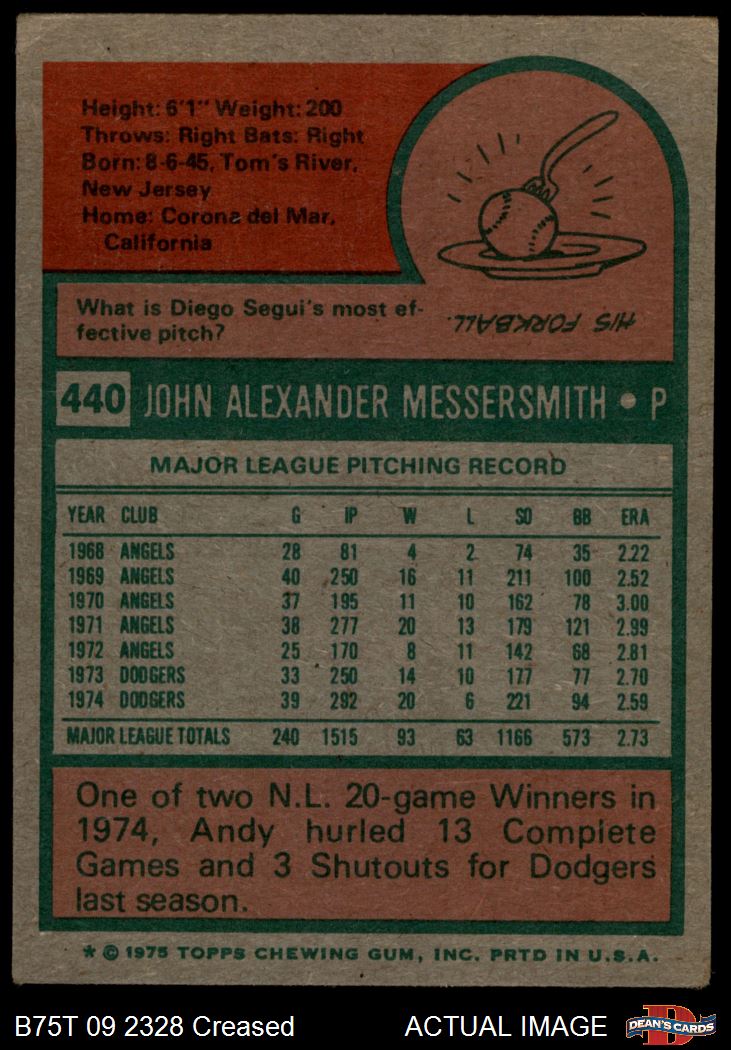 Height: 6'1" Weight: 200
Throws: Right Bats: Right
Born: 8-6-45, Tom's River,
New Jersey
Home: Corona del Mar,
California
What is Diego Segui's most ef-
fective pitch?
HIS FORKBALL.
440 JOHN ALEXANDER MESSERSMITH • P
MAJOR LEAGUE PITCHING RECORD
YEAR CLUB G IP W L SO BB ERA
1968 ANGELS 28 81 4 2 74 35 2.22
1969 ANGELS 40 250 16 11 211 100 2.52
1970 ANGELS 37 195 11 10 162 78 3.00
1971 ANGELS 38 277 20 13 179 121 2.99
1972 ANGELS 25 170 8 11 142 68 2.81
1973 DODGERS 33 250 14 10 177 77 2.70
1974 DODGERS 39 292 20 6 221 94 2.59
MAJOR LEAGUE TOTALS 240 1515 93 63 1166 573 2.73
One of two N.L. 20-game Winners in
1974, Andy hurled 13 Complete
Games and 3 Shutouts for Dodgers
last season.
* © 1975 TOPPS CHEWING GUM, INC. PRTD IN U.S.A.
B75T 09 2328 Creased ACTUAL IMAGE DEAN'S CARDS